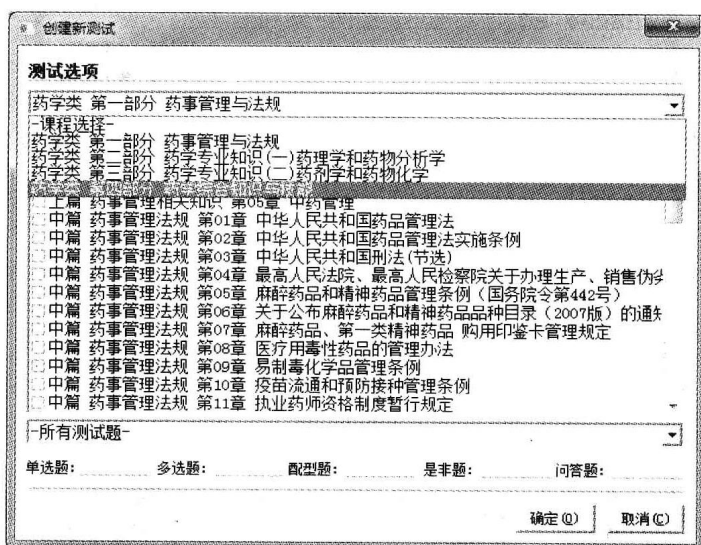 创建新测试
测试选项
药学类 第一部分 药事管理与法规
-课程选择-
药学类 第一部分 药事管理与法规
药学类 第二部分 药学专业知识(一)药理学和药物分析学
药学类 第三部分 药学专业知识(二)药剂学和药物化学
药学类 第四部分 药学综合知识与技能
上篇 药事管理相关知识 第05章 中药管理
中篇 药事管理法规 第01章 中华人民共和国药品管理法
中篇 药事管理法规 第02章 中华人民共和国药品管理法实施条例
中篇 药事管理法规 第03章 中华人民共和国刑法(节选)
中篇 药事管理法规 第04章 最高人民法院、最高人民检察院关于办理生产、销售伪劣
中篇 药事管理法规 第05章 麻醉药品和精神药品管理条例(国务院令第442号)
中篇 药事管理法规 第06章 关于公布麻醉药品和精神药品品种目录(2007版)的通知
中篇 药事管理法规 第07章 麻醉药品、第一类精神药品 购用印鉴卡管理规定
中篇 药事管理法规 第08章 医疗用毒性药品的管理办法
中篇 药事管理法规 第09章 易制毒化学品管理条例
中篇 药事管理法规 第10章 疫苗流通和预防接种管理条例
中篇 药事管理法规 第11章 执业药师资格制度暂行规定
-所有测试题-
单选题: 多选题: 配型题: 是非题: 问答题:
确定(O) 取消(C)